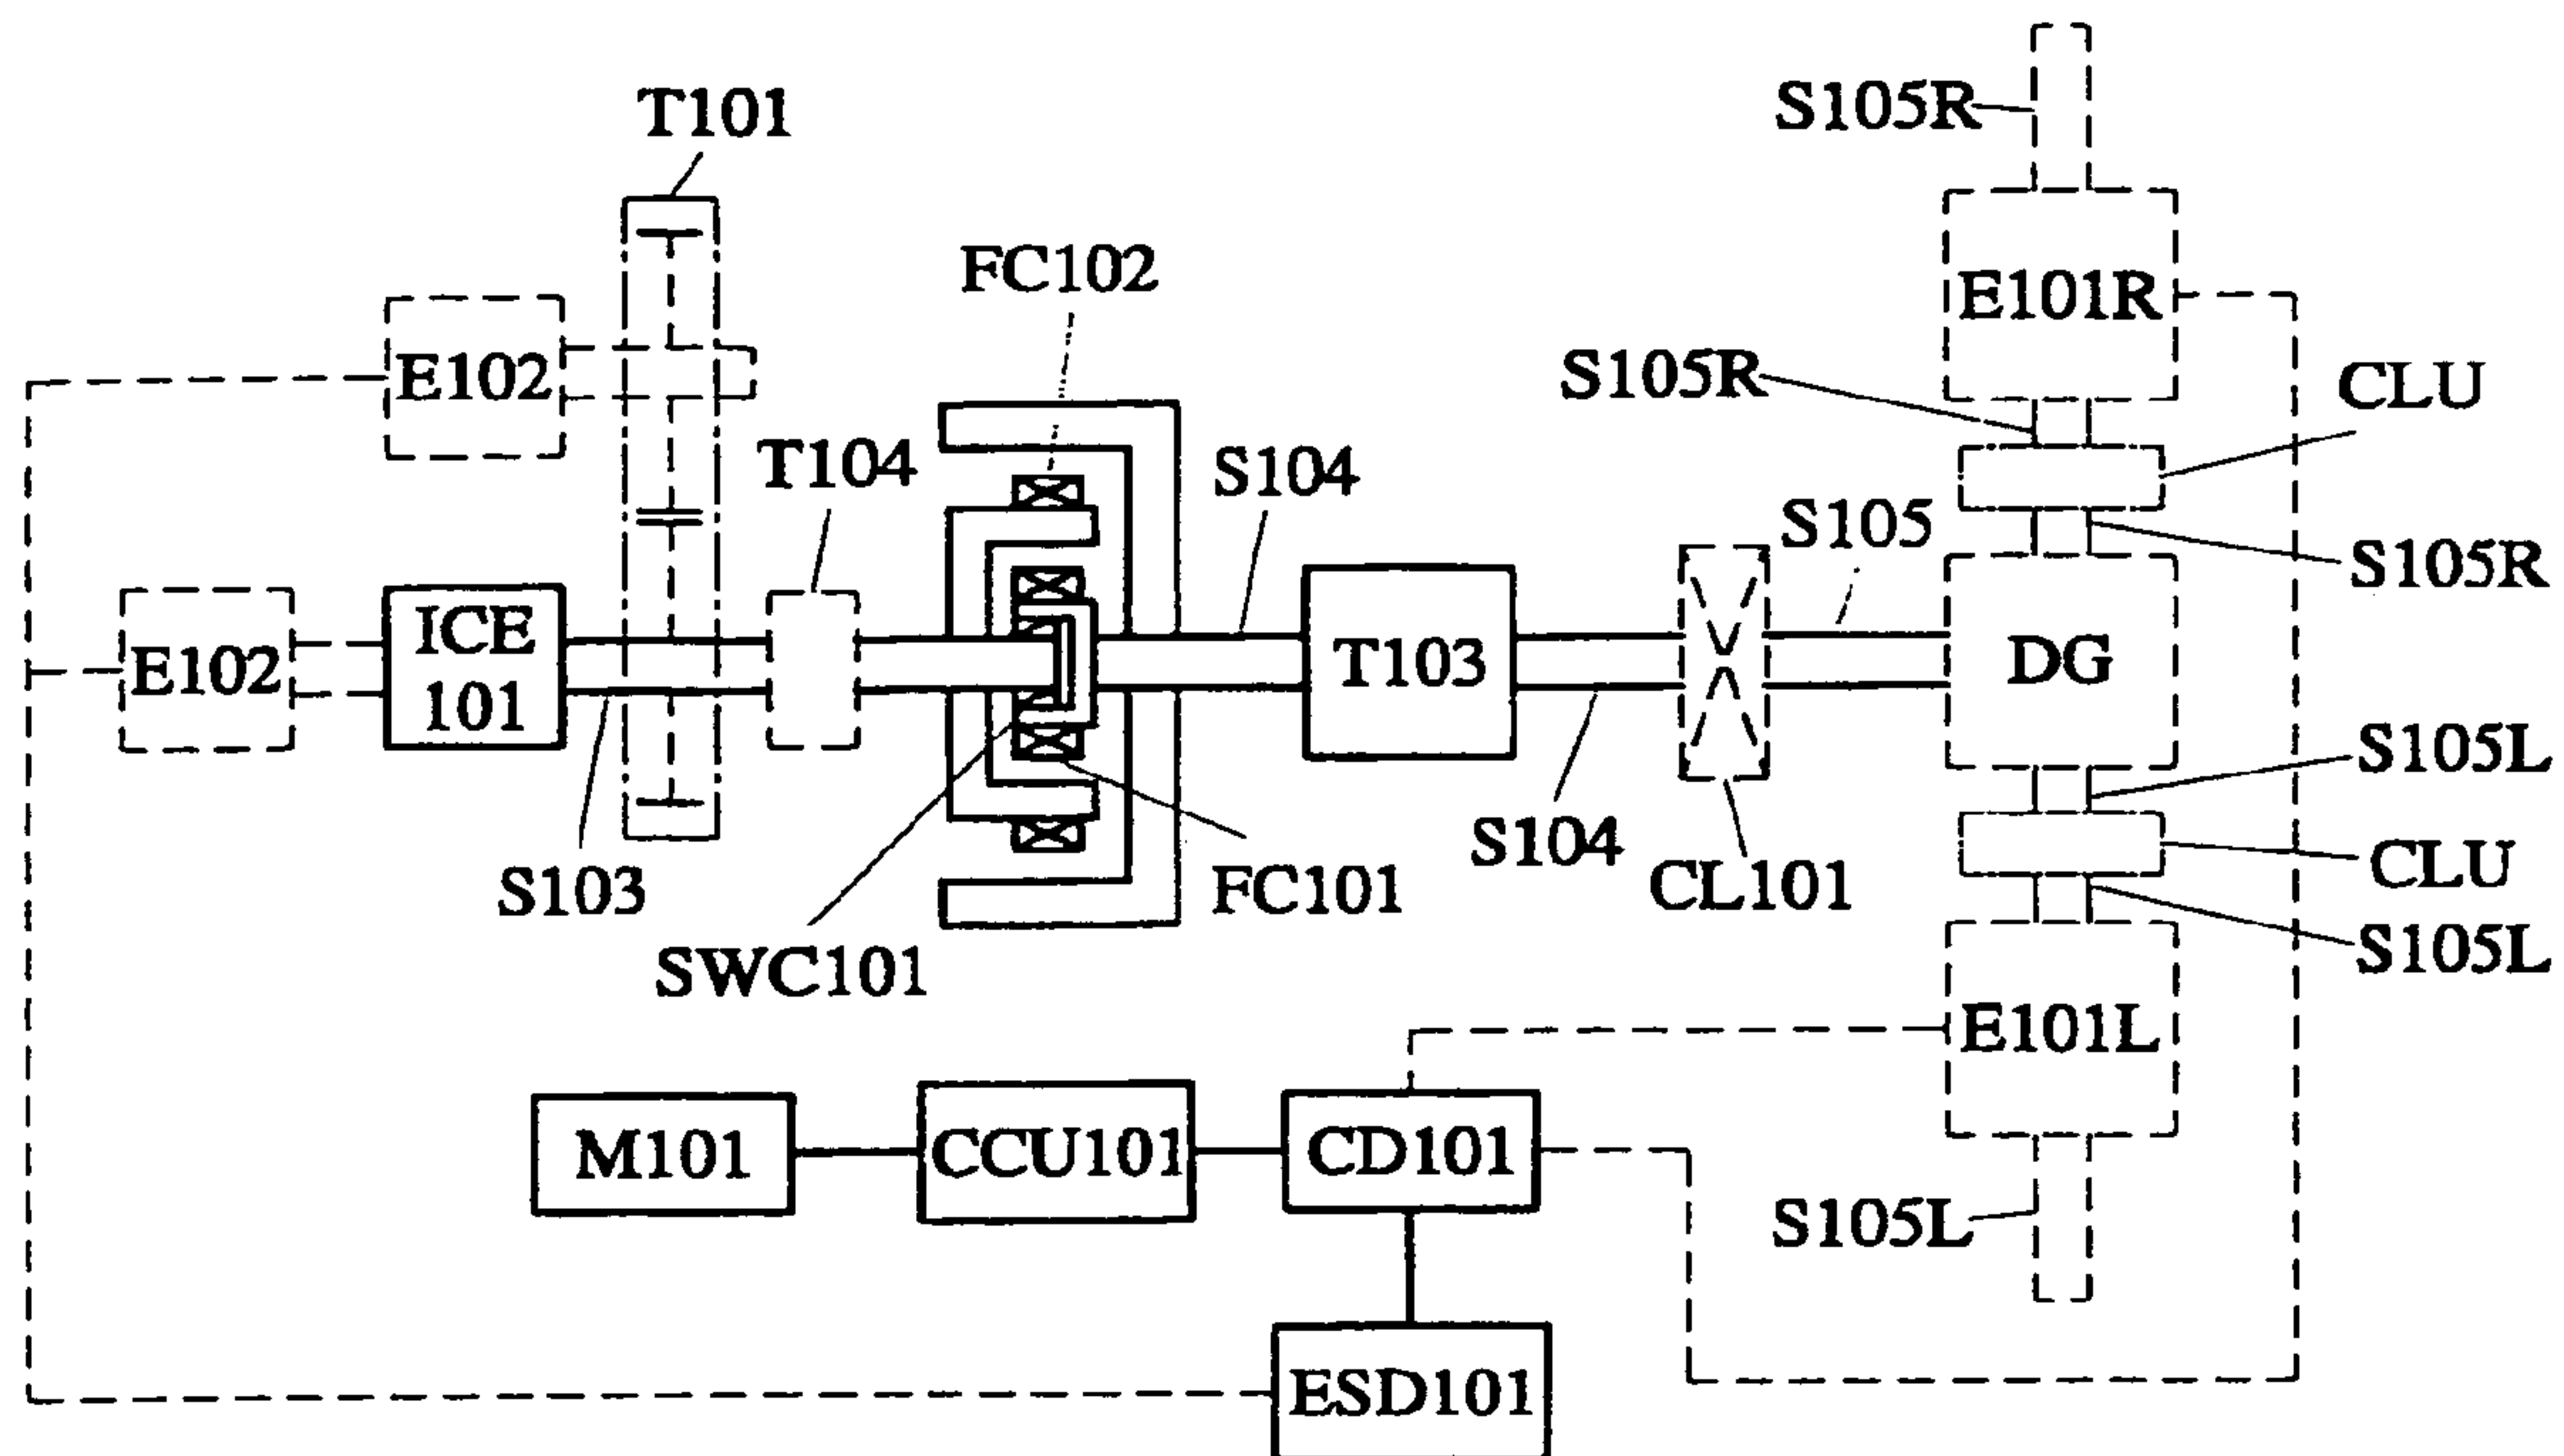 S105R
T101
FC102
E101R
E102
S105R
CLU
T104
S104
S105
S105R
ICE
101
E102
T103
DG
S105L
S104
CL101
CLU
S103
FC101
SWC101
S105L
E101L
M101
CCU101
CD101
S105L
ESD101